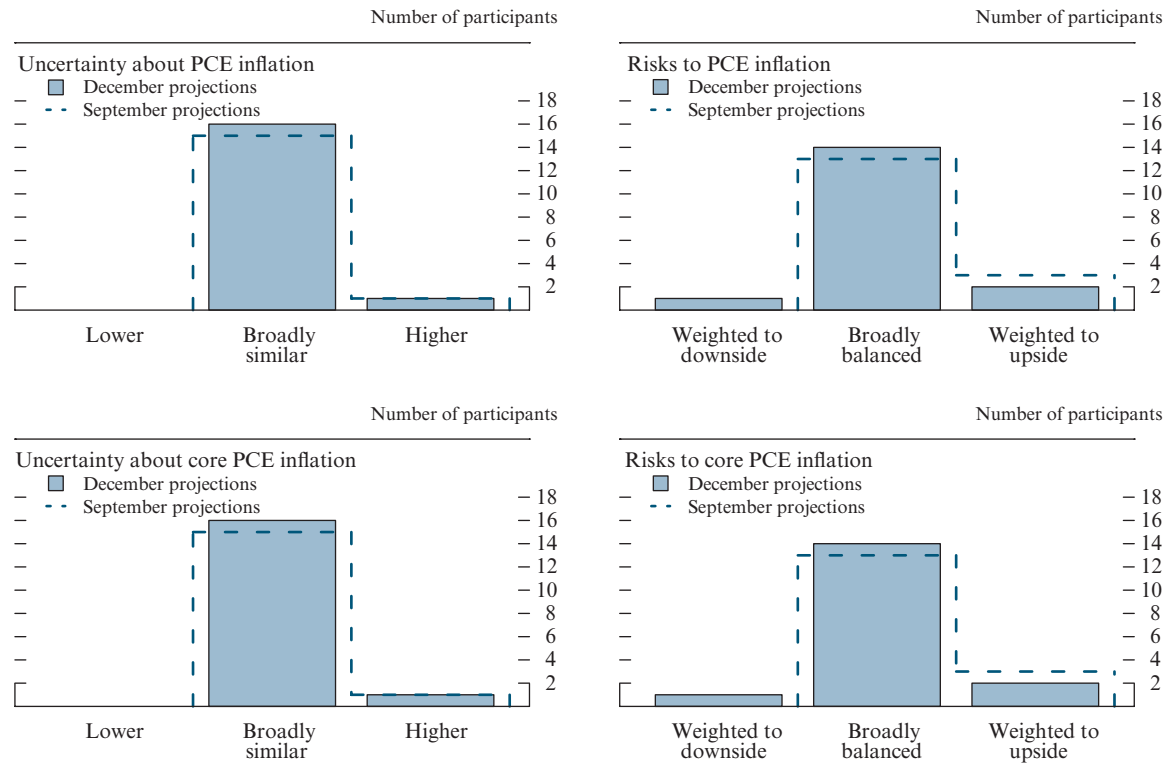 Number of participants
Uncertainty about PCE inflation
December projections
September projections
18
16
14
12
10
8
6
4
2
Lower
Broadly
similar
Higher
Number of participants
Risks to PCE inflation
December projections
September projections
18
16
14
12
10
8
6
4
2
Weighted to
downside
Broadly
balanced
Weighted to
upside
Number of participants
Uncertainty about core PCE inflation
December projections
September projections
18
16
14
12
10
8
6
4
2
Lower
Broadly
similar
Higher
Number of participants
Risks to core PCE inflation
December projections
September projections
18
16
14
12
10
8
6
4
2
Weighted to
downside
Broadly
balanced
Weighted to
upside